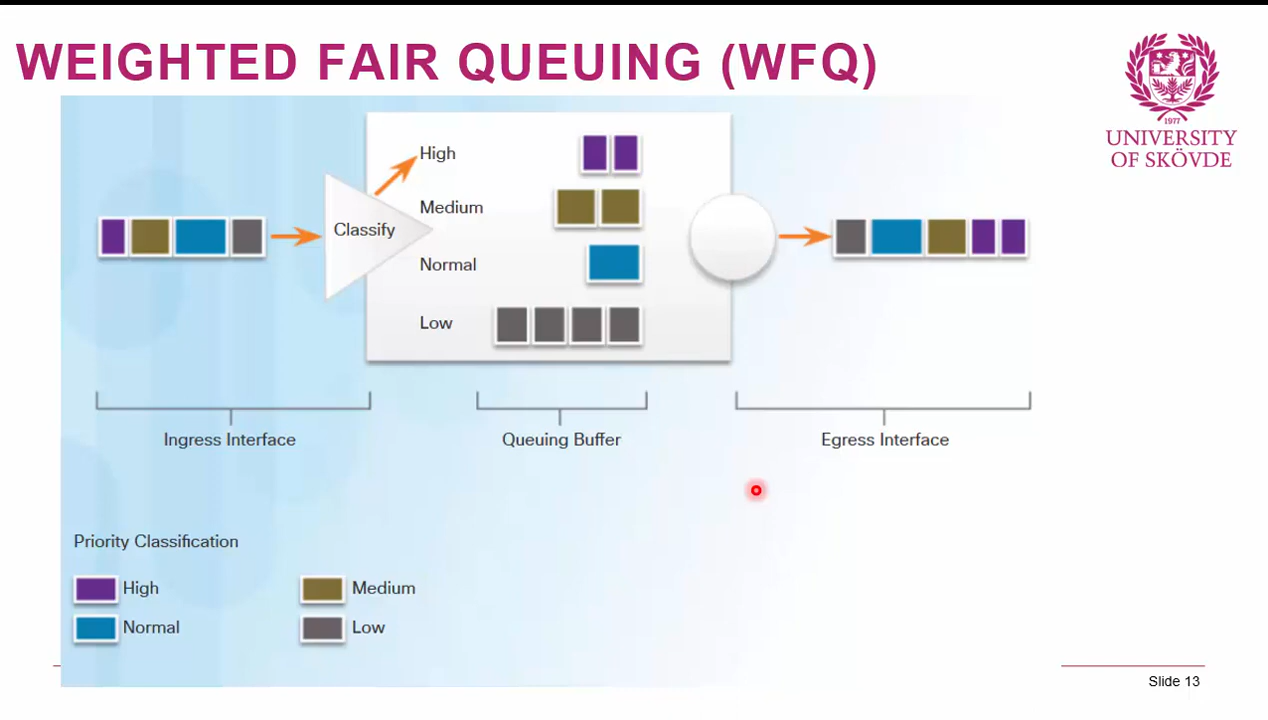 WEIGHTED FAIR QUEUING (WFQ)
1977
UNIVERSITY
OF SKÖVDE
High
Medium
Classify
Normal
Low
Ingress Interface
Queuing Buffer
Egress Interface
Priority Classification
High
Medium
Normal
Low
Slide 13